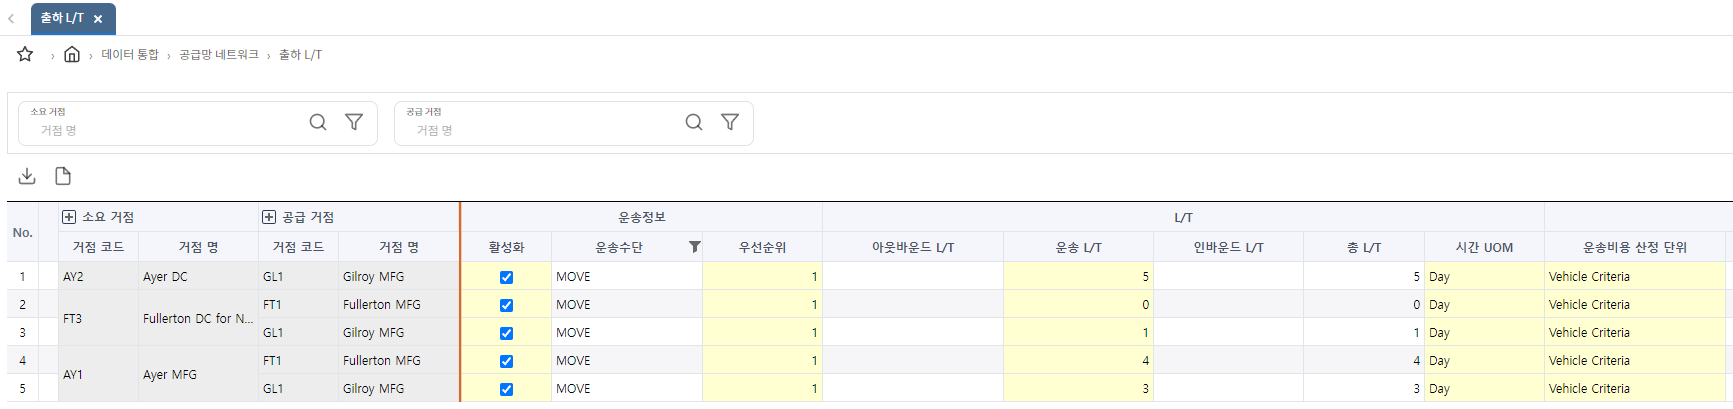 출하 L/T ×
데이터 통합 › 공급망 네트워크 › 출하 L/T
소요 거점
거점 명
공급 거점
거점 명
No. 소요 거점 공급 거점 운송정보 L/T
거점 코드 거점 명 거점 코드 거점 명 활성화 운송수단 우선순위 아웃바운드 L/T 운송 L/T 인바운드 L/T 총 L/T 시간 UOM 운송비용 산정 단위
1 AY2 Ayer DC GL1 Gilroy MFG MOVE 1 5 5 Day Vehicle Criteria
2 FT3 Fullerton DC for N... FT1 Fullerton MFG MOVE 1 0 0 Day Vehicle Criteria
3 GL1 Gilroy MFG MOVE 1 1 1 Day Vehicle Criteria
4 AY1 Ayer MFG FT1 Fullerton MFG MOVE 1 4 4 Day Vehicle Criteria
5 GL1 Gilroy MFG MOVE 1 3 3 Day Vehicle Criteria